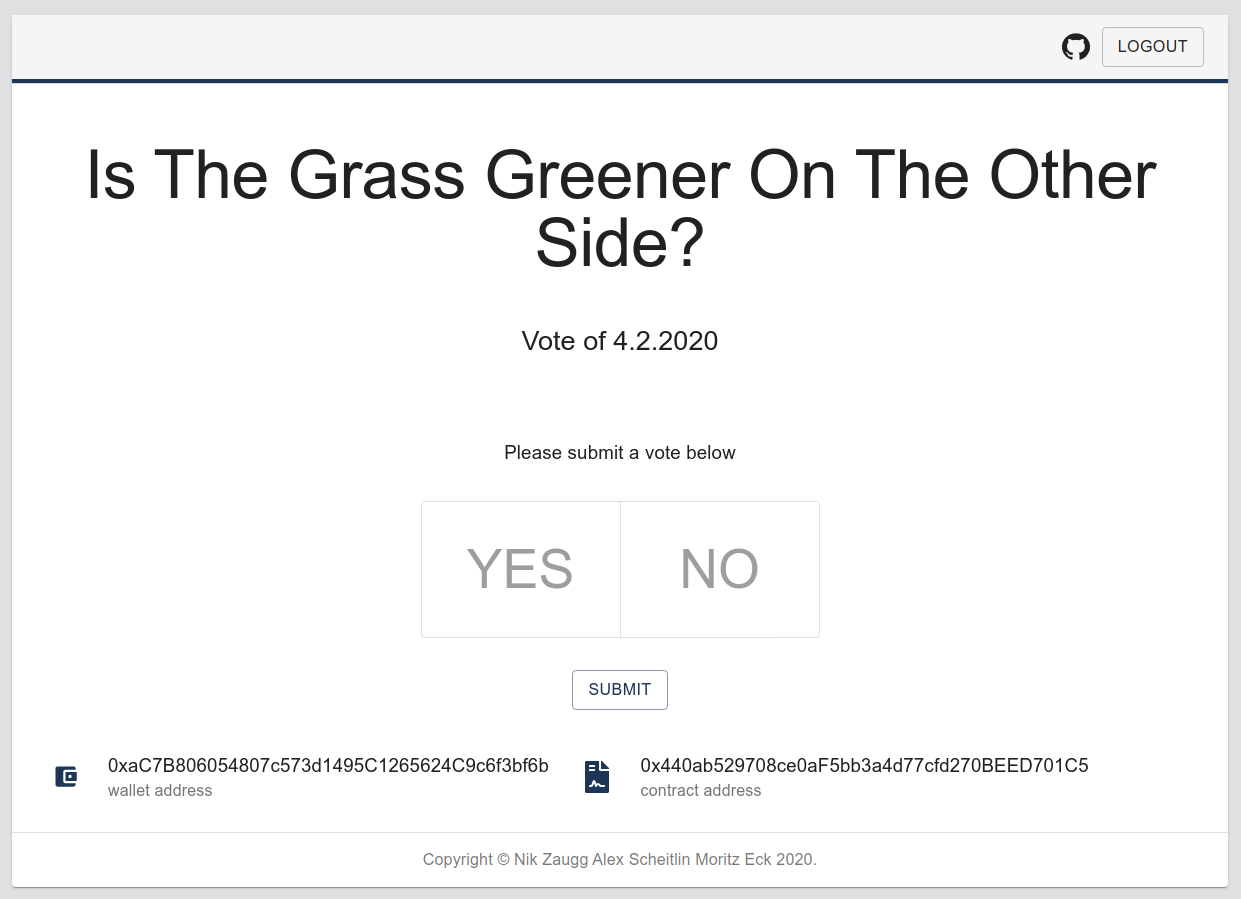 LOGOUT
Is The Grass Greener On The Other
Side?
Vote of 4.2.2020
Please submit a vote below
YES NO
SUBMIT
0xaC7B806054807c573d1495C1265624C9c6f3bf6b
wallet address
0x440ab529708ce0aF5bb3a4d77cfd270BEED701C5
contract address
Copyright © Nik Zaugg Alex Scheitlin Moritz Eck 2020.